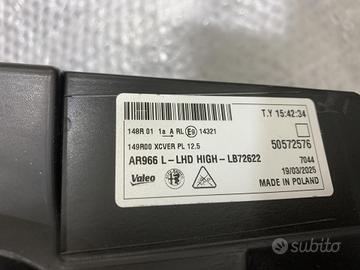 T.Y 15:42:34
148R 01 1a A RL E9 14321
149R00 XCVER PL 12.5
50572576
AR966 L-LHD HIGH-LB72622
7044
19/03/2025
Valeo
MADE IN POLAND
subito